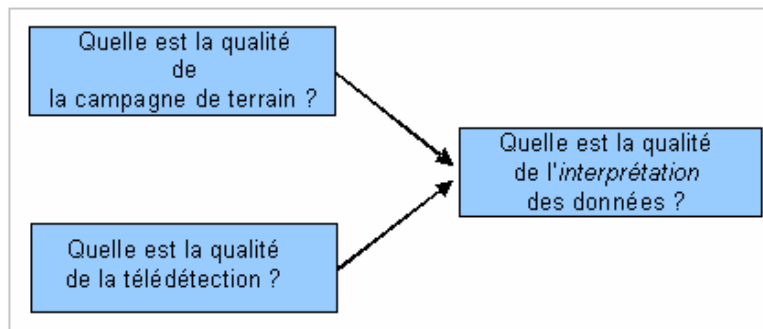 Quelle est la qualité
de
la campagne de terrain ?
Quelle est la qualité
de la télédétection ?
Quelle est la qualité
de l'interprétation
des données ?